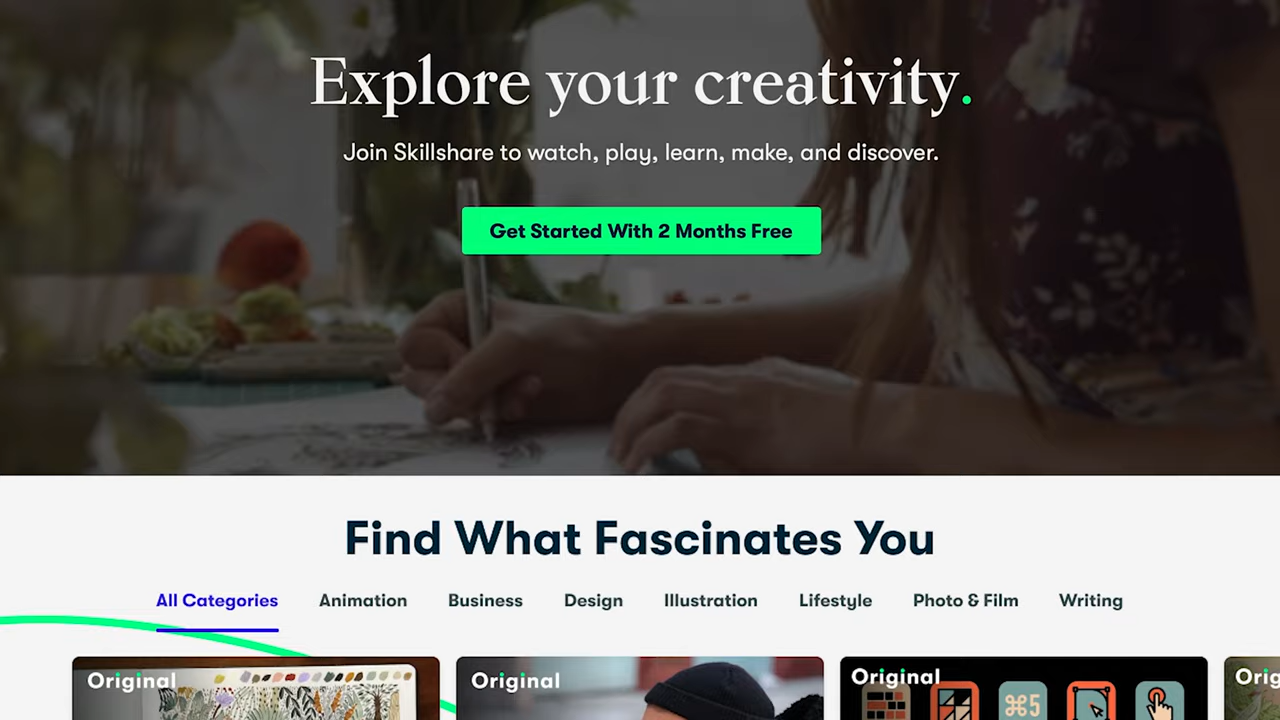 Explore your creativity.
Join Skillshare to watch, play, learn, make, and discover.
Get Started With 2 Months Free
Find What Fascinates You
All Categories Animation Business Design Illustration Lifestyle Photo & Film Writing
Original Original Original Orig
⌘5